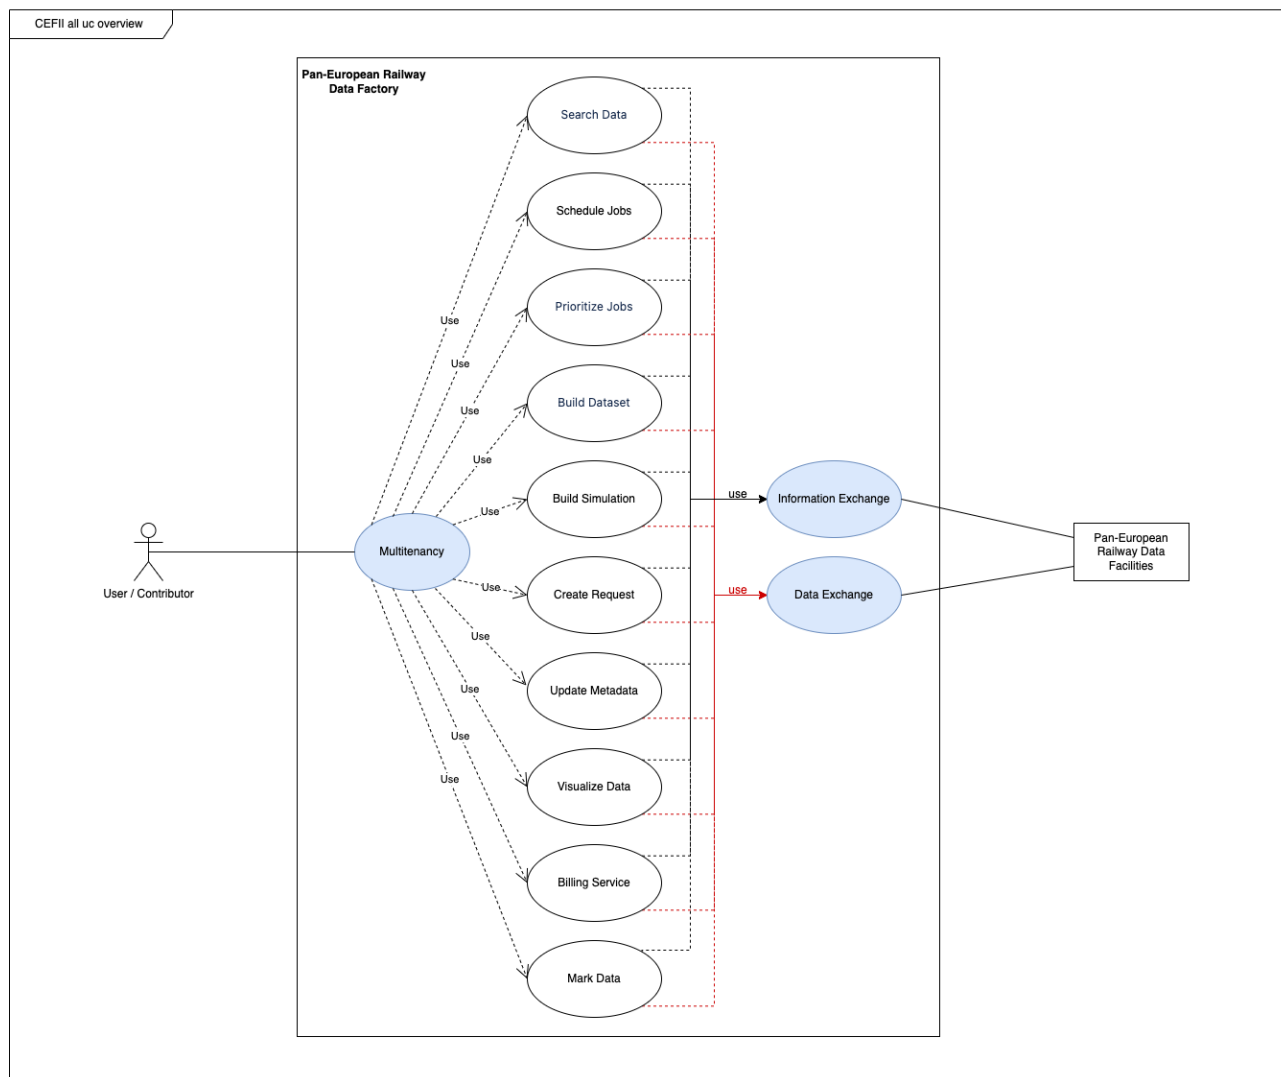 CEFII all uc overview
Pan-European Railway
Data Factory
Search Data
Schedule Jobs
Prioritize Jobs
Use
Use
Build Dataset
Use
Use
Build Simulation
use
Information Exchange
Use
Multitenancy
Pan-European
Railway Data
Facilities
User / Contributor
Use
Create Request
use
Data Exchange
Use
Update Metadata
Use
Use
Visualize Data
Use
Billing Service
Mark Data